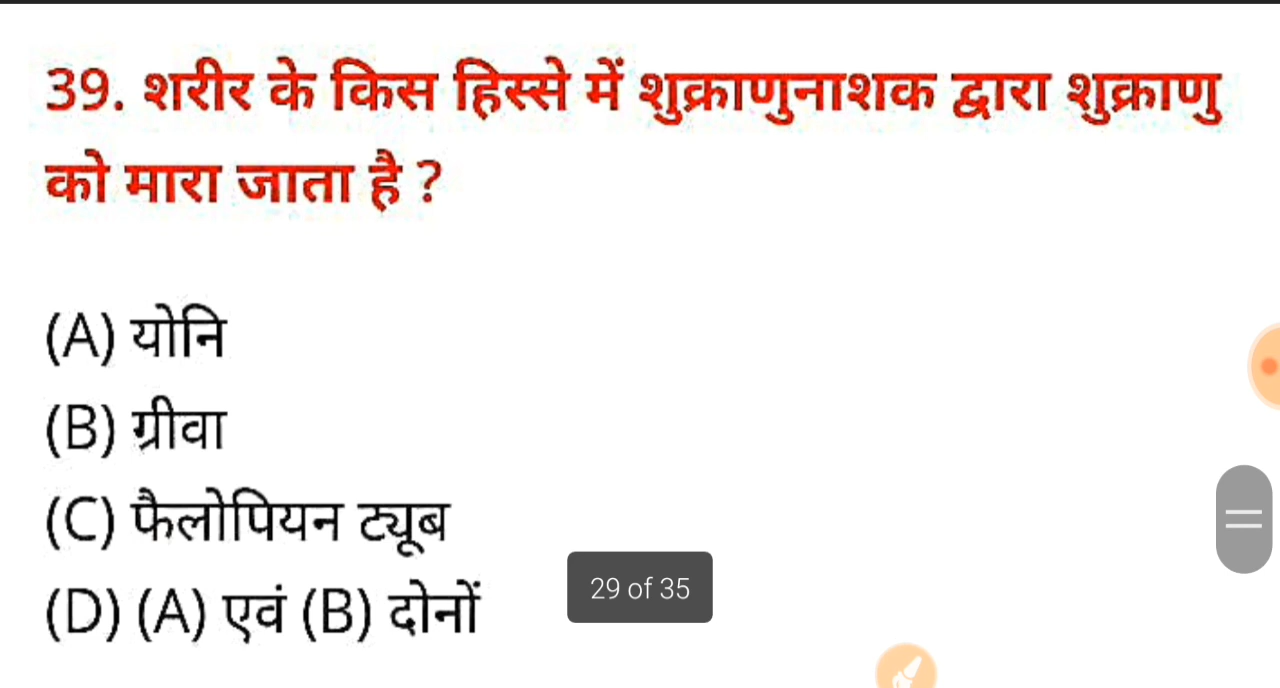 39. शरीर के किस हिस्से में शुक्राणुनाशक द्वारा शुक्राणु
को मारा जाता है ?
(A) योनि
(B) ग्रीवा
(C) फैलोपियन ट्यूब
(D) (A) एवं (B) दोनों
29 of 35